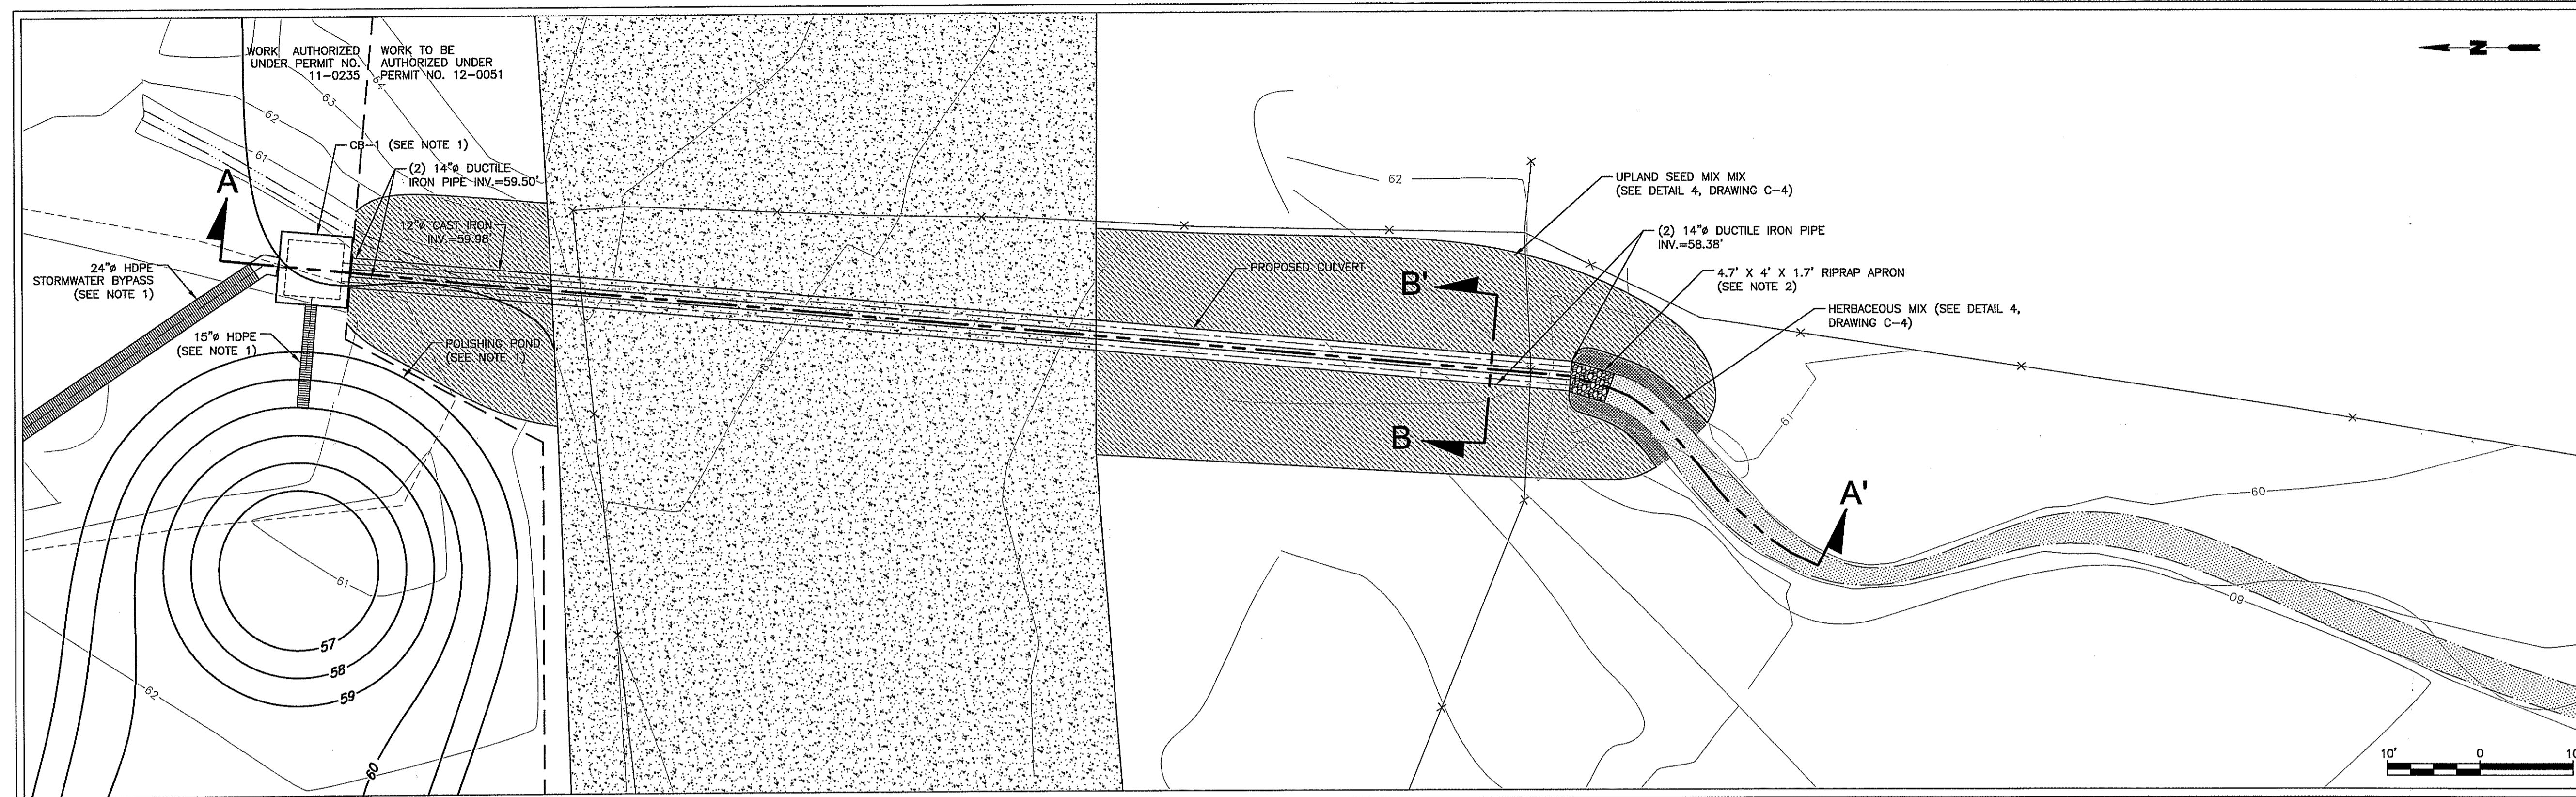 WORK AUTHORIZED
UNDER PERMIT NO.
11-0235
WORK TO BE
AUTHORIZED UNDER
PERMIT NO. 12-0051
N
64
63
62
61
CB-1 (SEE NOTE 1)
(2) 14"ø DUCTILE
IRON PIPE INV.=59.50'
A
12"ø CAST IRON
INV.=59.98'
24"ø HDPE
STORMWATER BYPASS
(SEE NOTE 1)
15"ø HDPE
(SEE NOTE 1)
POLISHING POND
(SEE NOTE 1)
PROPOSED CULVERT
62
UPLAND SEED MIX MIX
(SEE DETAIL 4, DRAWING C-4)
(2) 14"ø DUCTILE IRON PIPE
INV.=58.38'
4.7' X 4' X 1.7' RIPRAP APRON
(SEE NOTE 2)
HERBACEOUS MIX (SEE DETAIL 4,
DRAWING C-4)
B'
B
61
A'
60
60
61
57
58
59
62
60
10'
0
10